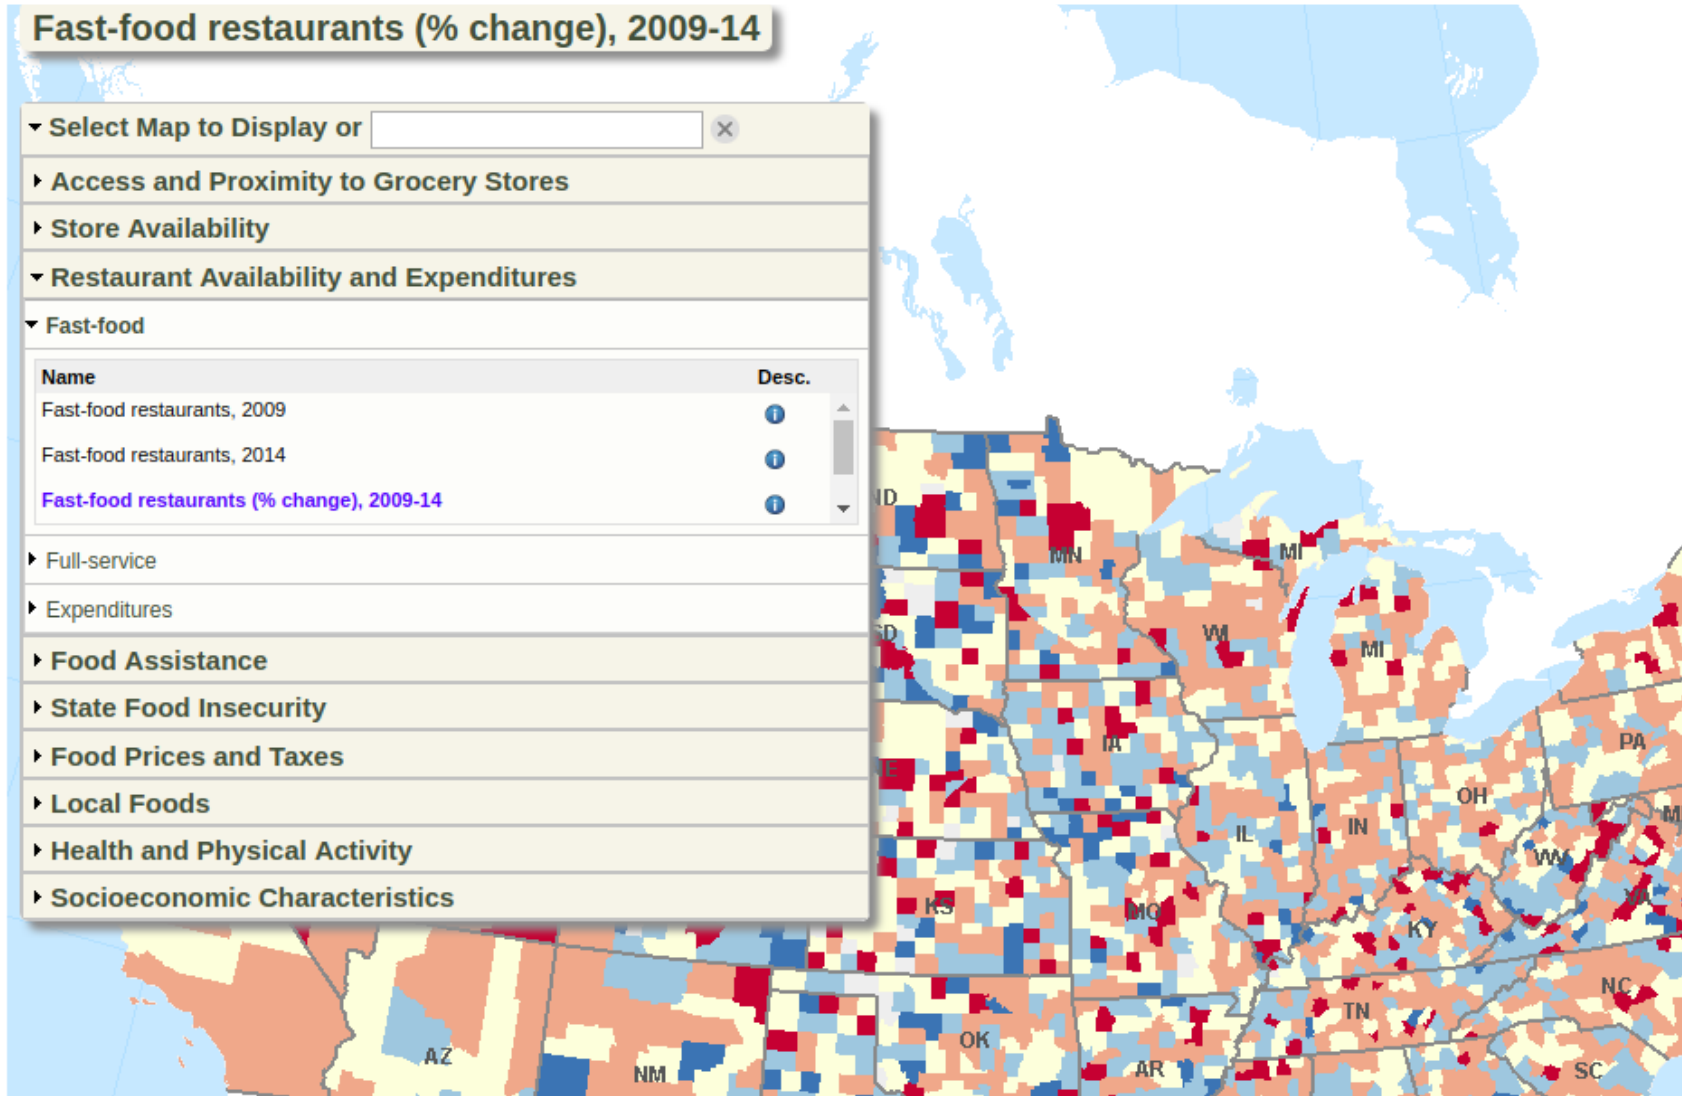 Fast-food restaurants (% change), 2009-14
Select Map to Display or
Access and Proximity to Grocery Stores
Store Availability
Restaurant Availability and Expenditures
Fast-food
Name Desc.
Fast-food restaurants, 2009
Fast-food restaurants, 2014
Fast-food restaurants (% change), 2009-14
Full-service
Expenditures
Food Assistance
State Food Insecurity
Food Prices and Taxes
Local Foods
Health and Physical Activity
Socioeconomic Characteristics
ND
MN
MI
SD
WI
MI
IA
PA
NE
OH
IL
IN
WV
KS
MO
KY
VA
NC
TN
OK
AZ
NM
AR
SC